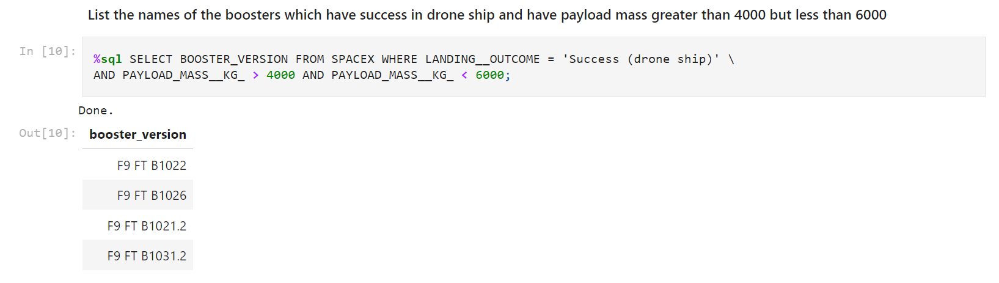 List the names of the boosters which have success in drone ship and have payload mass greater than 4000 but less than 6000
In [10]:
%sql SELECT BOOSTER_VERSION FROM SPACEX WHERE LANDING__OUTCOME = 'Success (drone ship)' \
AND PAYLOAD_MASS__KG_ > 4000 AND PAYLOAD_MASS__KG_ < 6000;
Done.
Out[10]:
booster_version
F9 FT B1022
F9 FT B1026
F9 FT B1021.2
F9 FT B1031.2